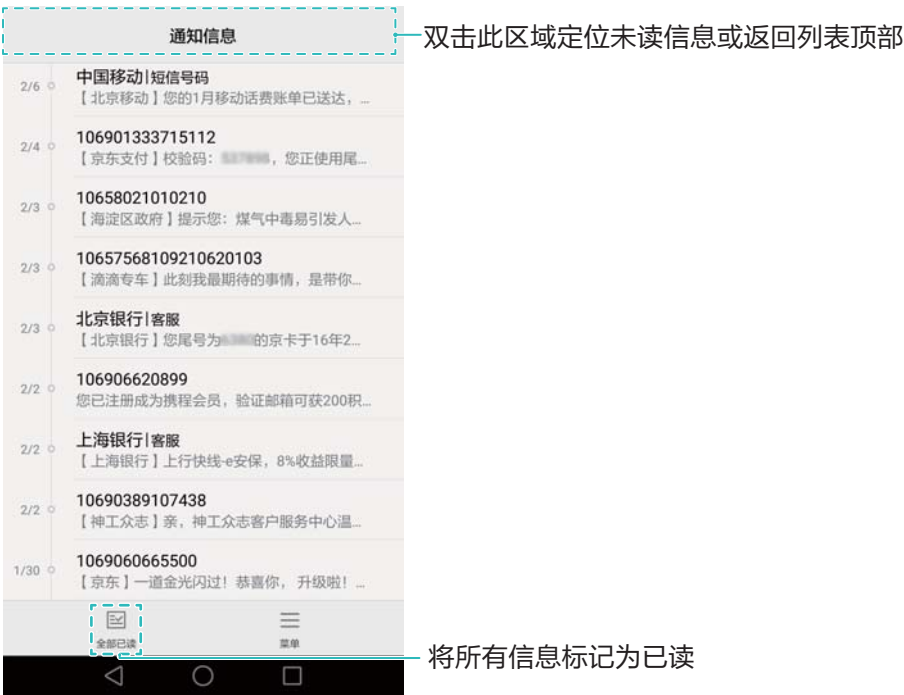 通知信息
双击此区域定位未读信息或返回列表顶部
2/6 中国移动|短信号码
【北京移动】您的1月移动话费账单已送达，...
2/4 106901333715112
【京东支付】校验码： ，您正使用尾...
2/3 10658021010210
【海淀区政府】提示您：煤气中毒易引发人...
2/3 10657568109210620103
【滴滴专车】此刻我最期待的事情，是带你...
2/3 北京银行|客服
【北京银行】您尾号为 的京卡于16年2...
2/2 106906620899
您已注册成为携程会员，验证邮箱可获200积...
2/2 上海银行|客服
【上海银行】上行快线-e安保，8%收益限量...
2/2 10690389107438
【神工众志】亲，神工众志客户服务中心温...
1/30 1069060665500
【京东】一道金光闪过！恭喜你， 升级啦！...
全部已读
菜单
将所有信息标记为已读